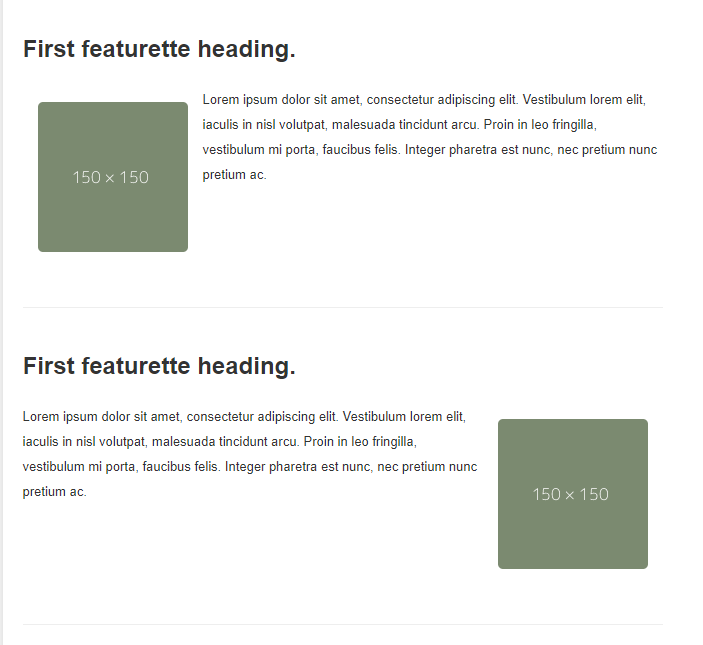 First featurette heading.
Lorem ipsum dolor sit amet, consectetur adipiscing elit. Vestibulum lorem elit,
iaculis in nisl volutpat, malesuada tincidunt arcu. Proin in leo fringilla,
vestibulum mi porta, faucibus felis. Integer pharetra est nunc, nec pretium nunc
pretium ac.
150 × 150
First featurette heading.
Lorem ipsum dolor sit amet, consectetur adipiscing elit. Vestibulum lorem elit,
iaculis in nisl volutpat, malesuada tincidunt arcu. Proin in leo fringilla,
vestibulum mi porta, faucibus felis. Integer pharetra est nunc, nec pretium nunc
pretium ac.
150 × 150